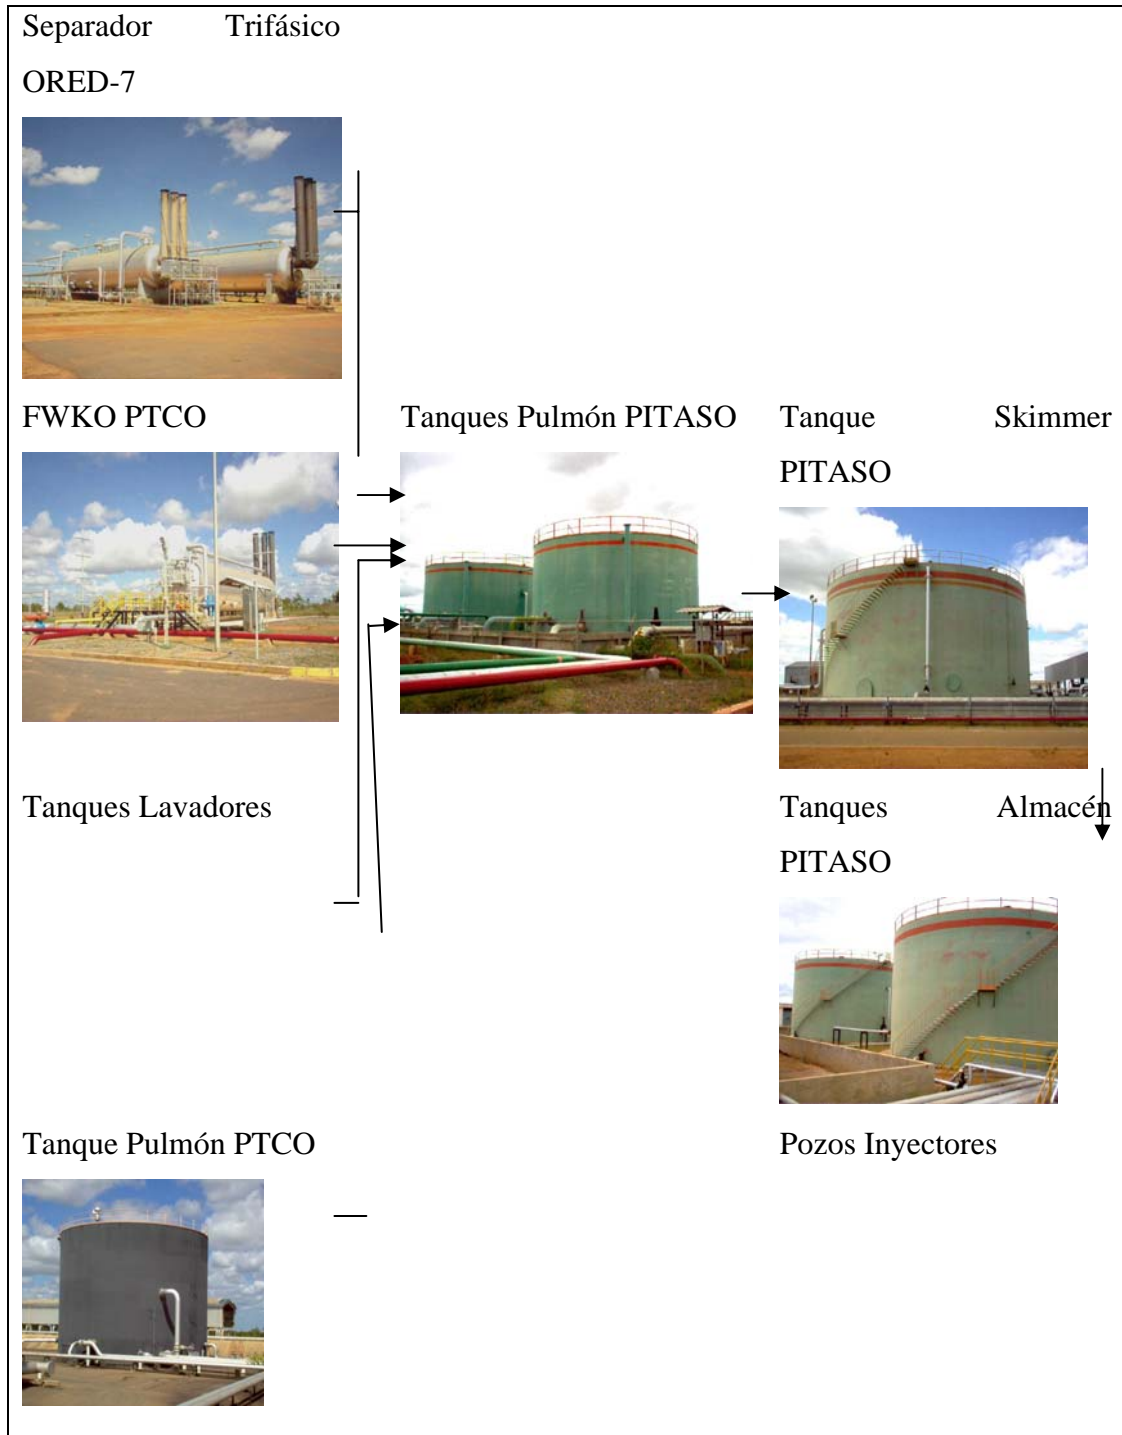 Separador Trifásico
ORED-7
FWKO PTCO
Tanques Pulmón PITASO
Tanque Skimmer
PITASO
Tanques Lavadores
Tanques Almacén
PITASO
Tanque Pulmón PTCO
Pozos Inyectores